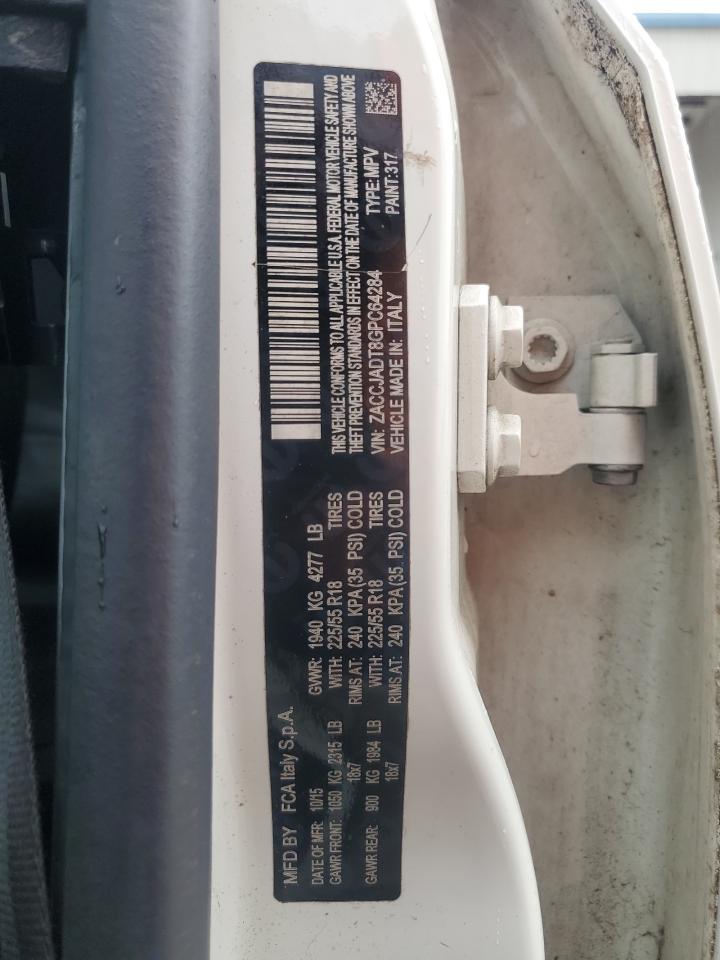 MFD BY FCA Italy S.p.A.
DATE OF MFR: 10/15 GVWR: 1940 KG 4277 LB
GAWR FRONT: 1050 KG 2315 LB WITH: 225/55 R18 TIRES
18x7 RIMS AT: 240 KPA(35 PSI) COLD
GAWR REAR: 900 KG 1984 LB WITH: 225/55 R18 TIRES
18x7 RIMS AT: 240 KPA(35 PSI) COLD
THIS VEHICLE CONFORMS TO ALL APPLICABLE U.S.A. FEDERAL MOTOR VEHICLE SAFETY AND
THEFT PREVENTION STANDARDS IN EFFECT ON THE DATE OF MANUFACTURE SHOWN ABOVE
VIN: ZACCJADT8GPC64284 TYPE: MPV
VEHICLE MADE IN: ITALY PAINT: 317